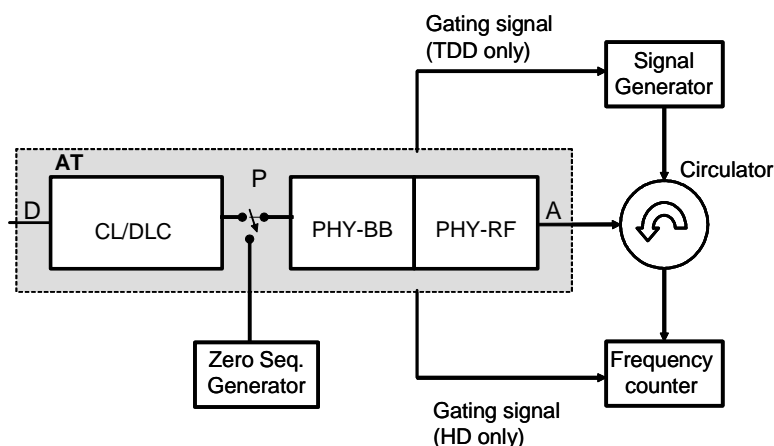 Gating signal
(TDD only)
Signal
Generator
AT
P
Circulator
D
CL/DLC
PHY-BB
PHY-RF
A
Zero Seq.
Generator
Frequency
counter
Gating signal
(HD only)